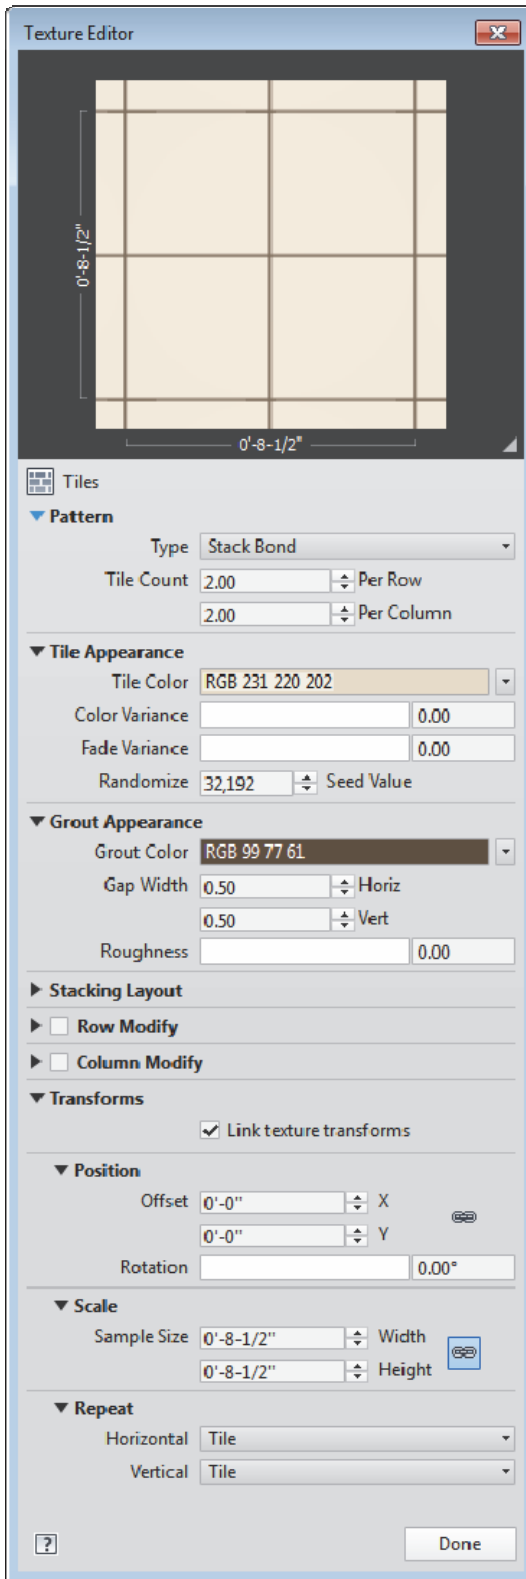 Texture Editor
0'-8-1/2"
0'-8-1/2"
Tiles
Pattern
Type Stack Bond
Tile Count 2.00 Per Row
2.00 Per Column
Tile Appearance
Tile Color RGB 231 220 202
Color Variance 0.00
Fade Variance 0.00
Randomize 32,192 Seed Value
Grout Appearance
Grout Color RGB 99 77 61
Gap Width 0.50 Horiz
0.50 Vert
Roughness 0.00
Stacking Layout
Row Modify
Column Modify
Transforms
Link texture transforms
Position
Offset 0'-0" X
0'-0" Y
Rotation 0.00°
Scale
Sample Size 0'-8-1/2" Width
0'-8-1/2" Height
Repeat
Horizontal Tile
Vertical Tile
? Done